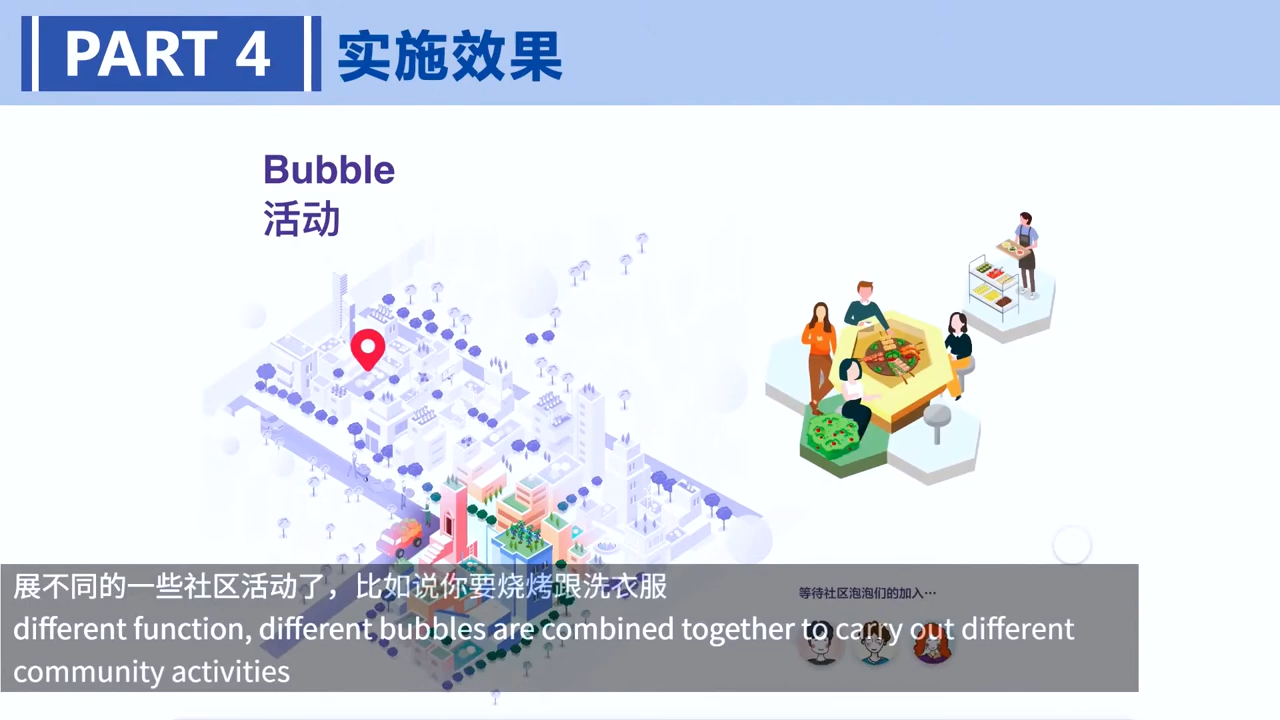 PART 4 实施效果
Bubble
活动
展不同的一些社区活动了，比如说你要烧烤跟洗衣服
等待社区泡泡们的加入…
different function, different bubbles are combined together to carry out different
community activities